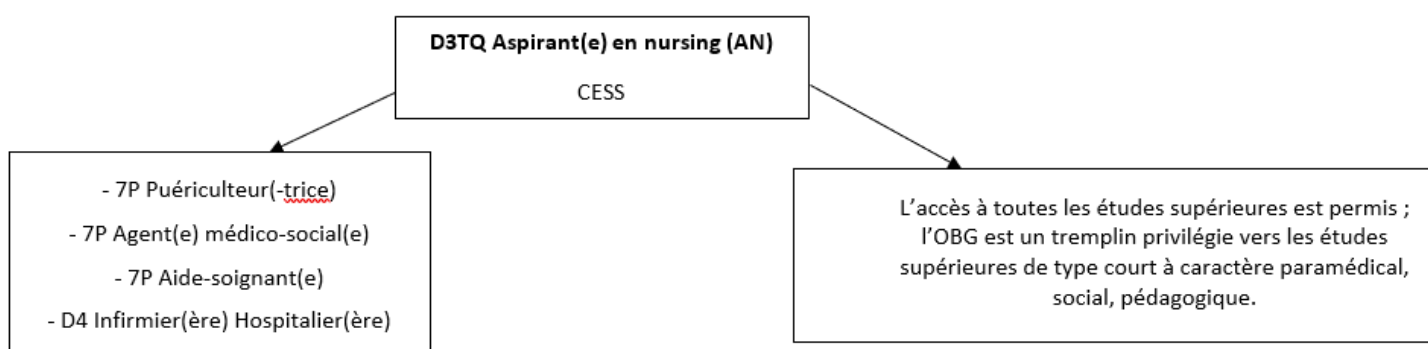 D3TQ Aspirant(e) en nursing (AN)
CESS
- 7P Puériculteur(-trice)
- 7P Agent(e) médico-social(e)
- 7P Aide-soignant(e)
- D4 Infirmier(ère) Hospitalier(ère)
L’accès à toutes les études supérieures est permis ;
l’OBG est un tremplin privilégie vers les études
supérieures de type court à caractère paramédical,
social, pédagogique.